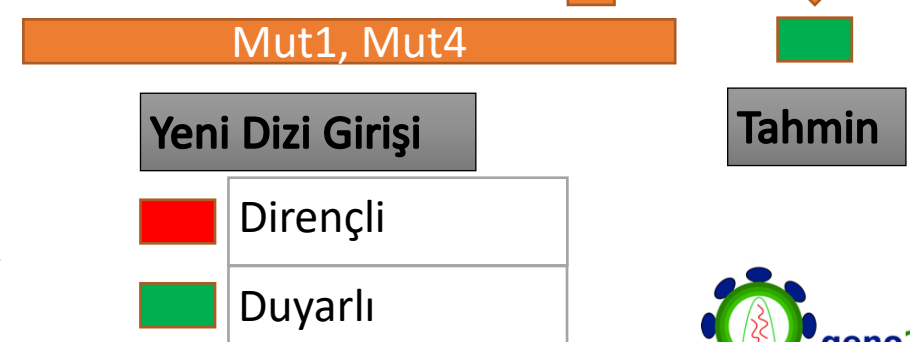 Mut1, Mut4
Yeni Dizi Girişi
Tahmin
Dirençli
Duyarlı